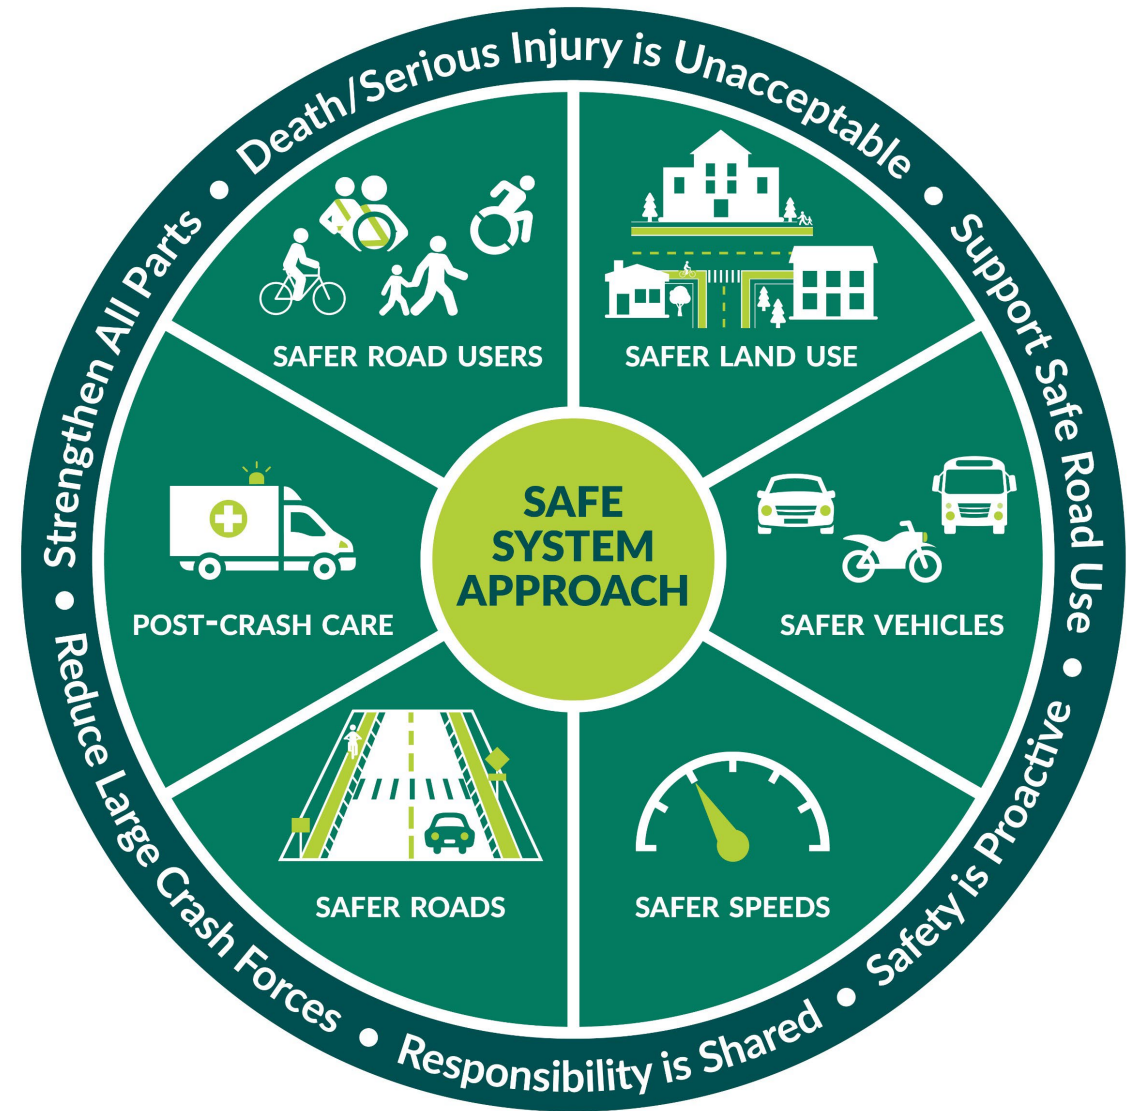 Death/Serious Injury is Unacceptable
Support Safe Road Use
Safety is Proactive
Responsibility is Shared
Reduce Large Crash Forces
Strengthen All Parts
SAFER ROAD USERS
SAFER LAND USE
SAFER VEHICLES
SAFER SPEEDS
SAFER ROADS
POST-CRASH CARE
SAFE
SYSTEM
APPROACH